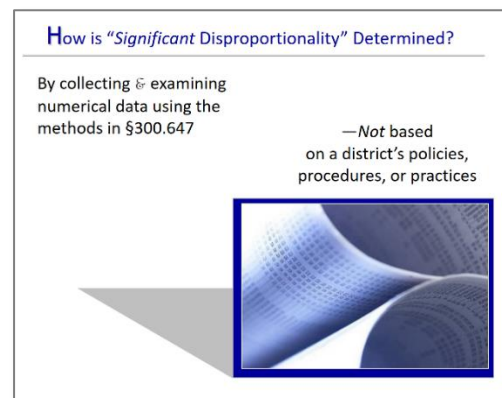 How is “Significant Disproportionality” Determined?
By collecting & examining
numerical data using the
methods in §300.647
—Not based
on a district’s policies,
procedures, or practices